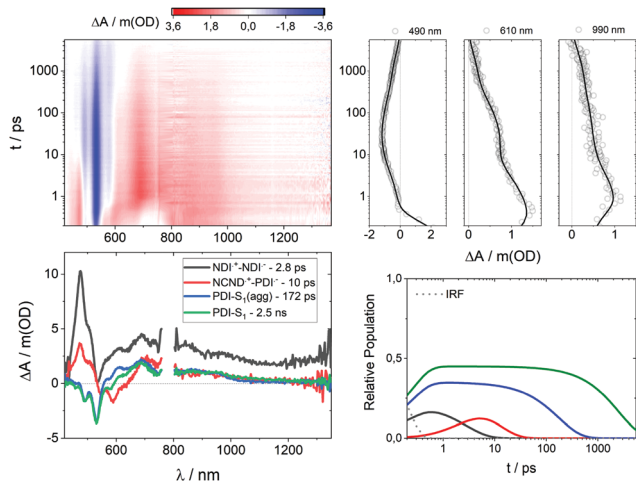 ΔA / m(OD)
3,6 1,8 0,0 -1,8 -3,6
t / ps
1000
100
10
1
600 800 1000 1200
490 nm
610 nm
990 nm
1000
100
10
1
-2 0 2
0 1
0 1
ΔA / m(OD)
ΔA / m(OD)
10
5
0
-5
NDI·⁺-NDI·⁻ - 2.8 ps
NCND·⁺-PDI·⁻ - 10 ps
PDI-S₁(agg) - 172 ps
PDI-S₁ - 2.5 ns
600 800 1000 1200
λ / nm
Relative Population
1,0
0,5
0,0
IRF
1 10 100 1000
t / ps